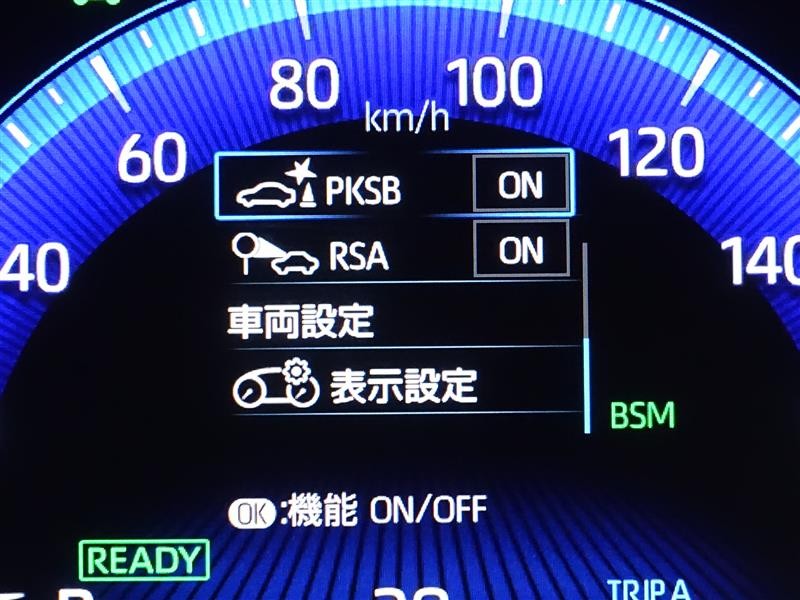 80 100
km/h
60 120
PKSB ON
40 RSA ON 140
車両設定
表示設定
BSM
OK:機能 ON/OFF
READY
TRIP A